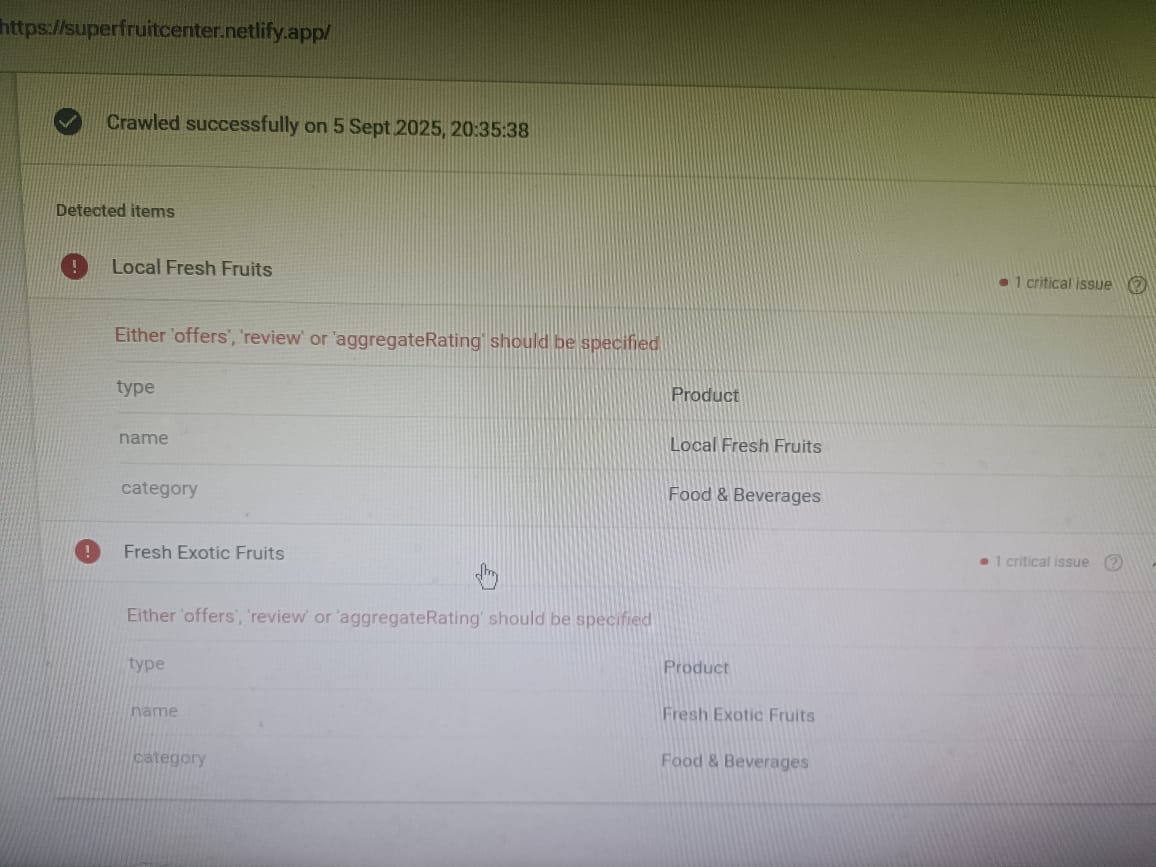 https://superfruitcenter.netlify.app/
Crawled successfully on 5 Sept 2025, 20:35:38
Detected items
Local Fresh Fruits
1 critical issue
Either 'offers', 'review' or 'aggregateRating' should be specified
type Product
name Local Fresh Fruits
category Food & Beverages
Fresh Exotic Fruits
1 critical issue
Either 'offers', 'review' or 'aggregateRating' should be specified
type Product
name Fresh Exotic Fruits
category Food & Beverages